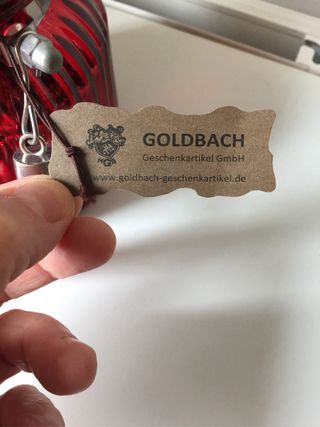 GOLDBACH
Geschenkartikel GmbH
www.goldbach-geschenkartikel.de